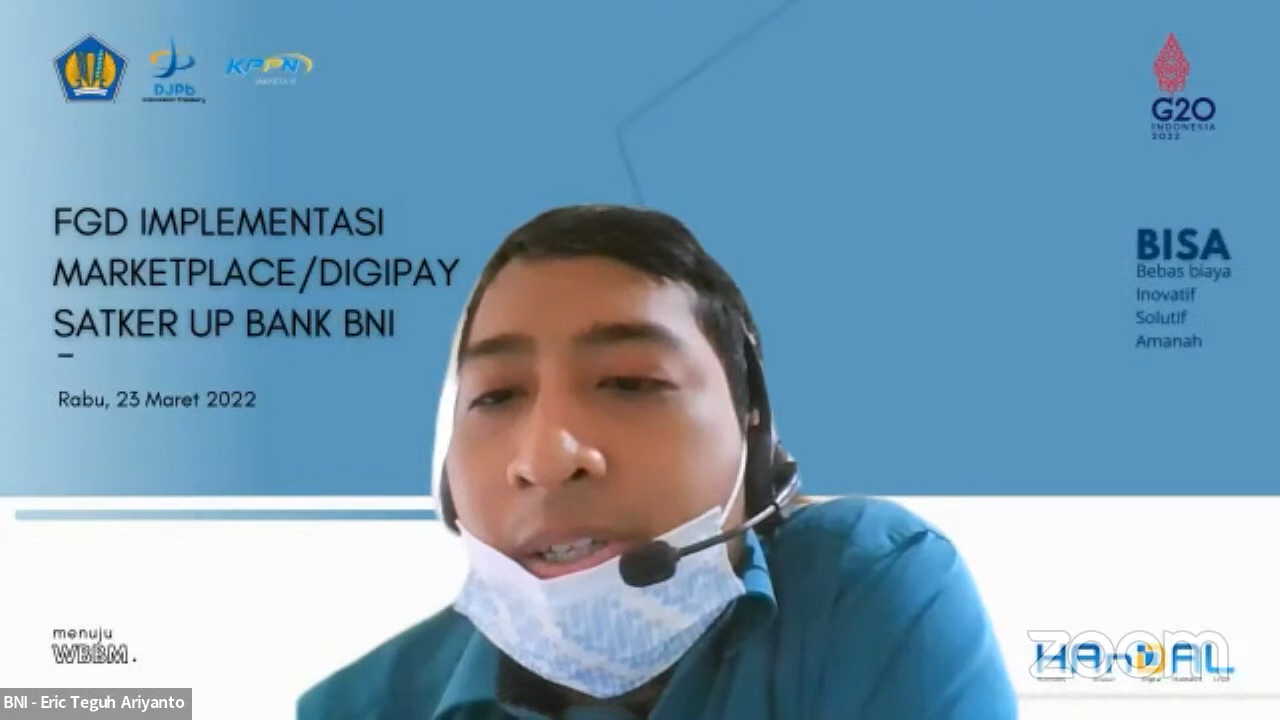 DJPb
KPPN
G20
INDONESIA
2022
FGD IMPLEMENTASI
MARKETPLACE/DIGIPAY
SATKER UP BANK BNI
Rabu, 23 Maret 2022
BISA
Bebas biaya
Inovatif
Solutif
Amanah
menuju
WBBM.
HAnDAL
zoom
BNI - Eric Teguh Ariyanto